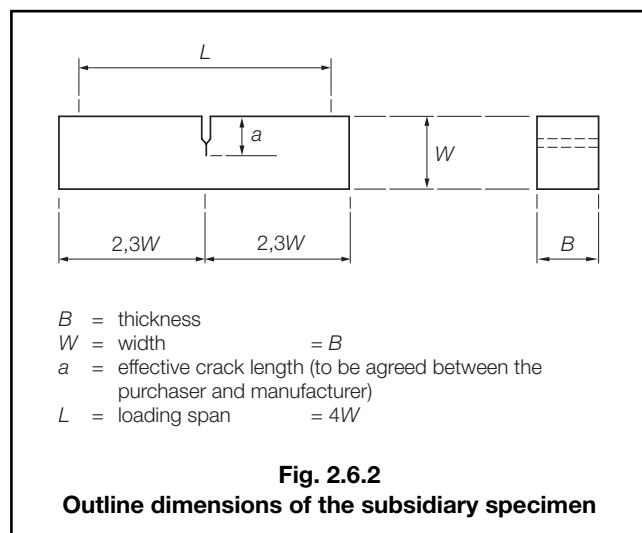 L
a
W
2,3W 2,3W
B
B = thickness
W = width = B
a = effective crack length (to be agreed between the
purchaser and manufacturer)
L = loading span = 4W
Fig. 2.6.2
Outline dimensions of the subsidiary specimen